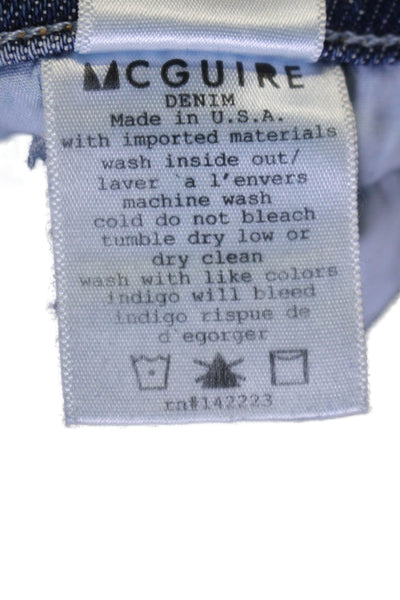 MCGUIRE
DENIM
Made in U.S.A.
with imported materials
wash inside out/
laver `a l'envers
machine wash
cold do not bleach
tumble dry low or
dry clean
wash with like colors
indigo will bleed
indigo rispue de
d`egorger
rn#142223